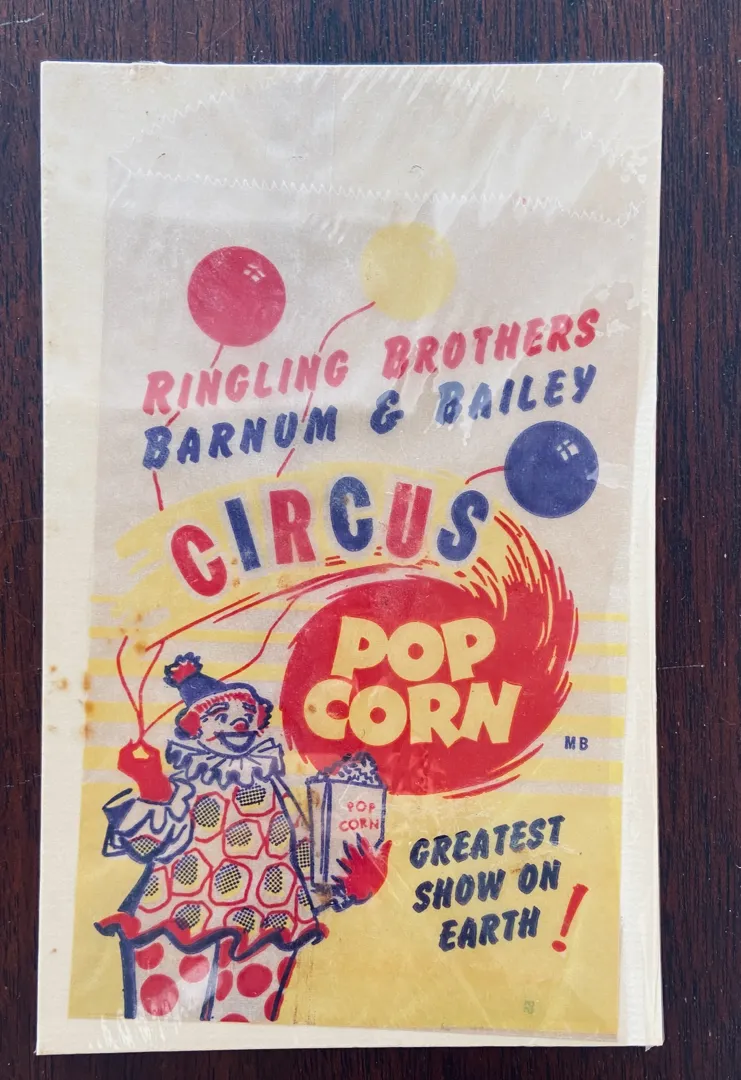 RINGLING BROTHERS
BARNUM & BAILEY
CIRCUS
POP
CORN
MB
POP
CORN
GREATEST
SHOW ON
EARTH!